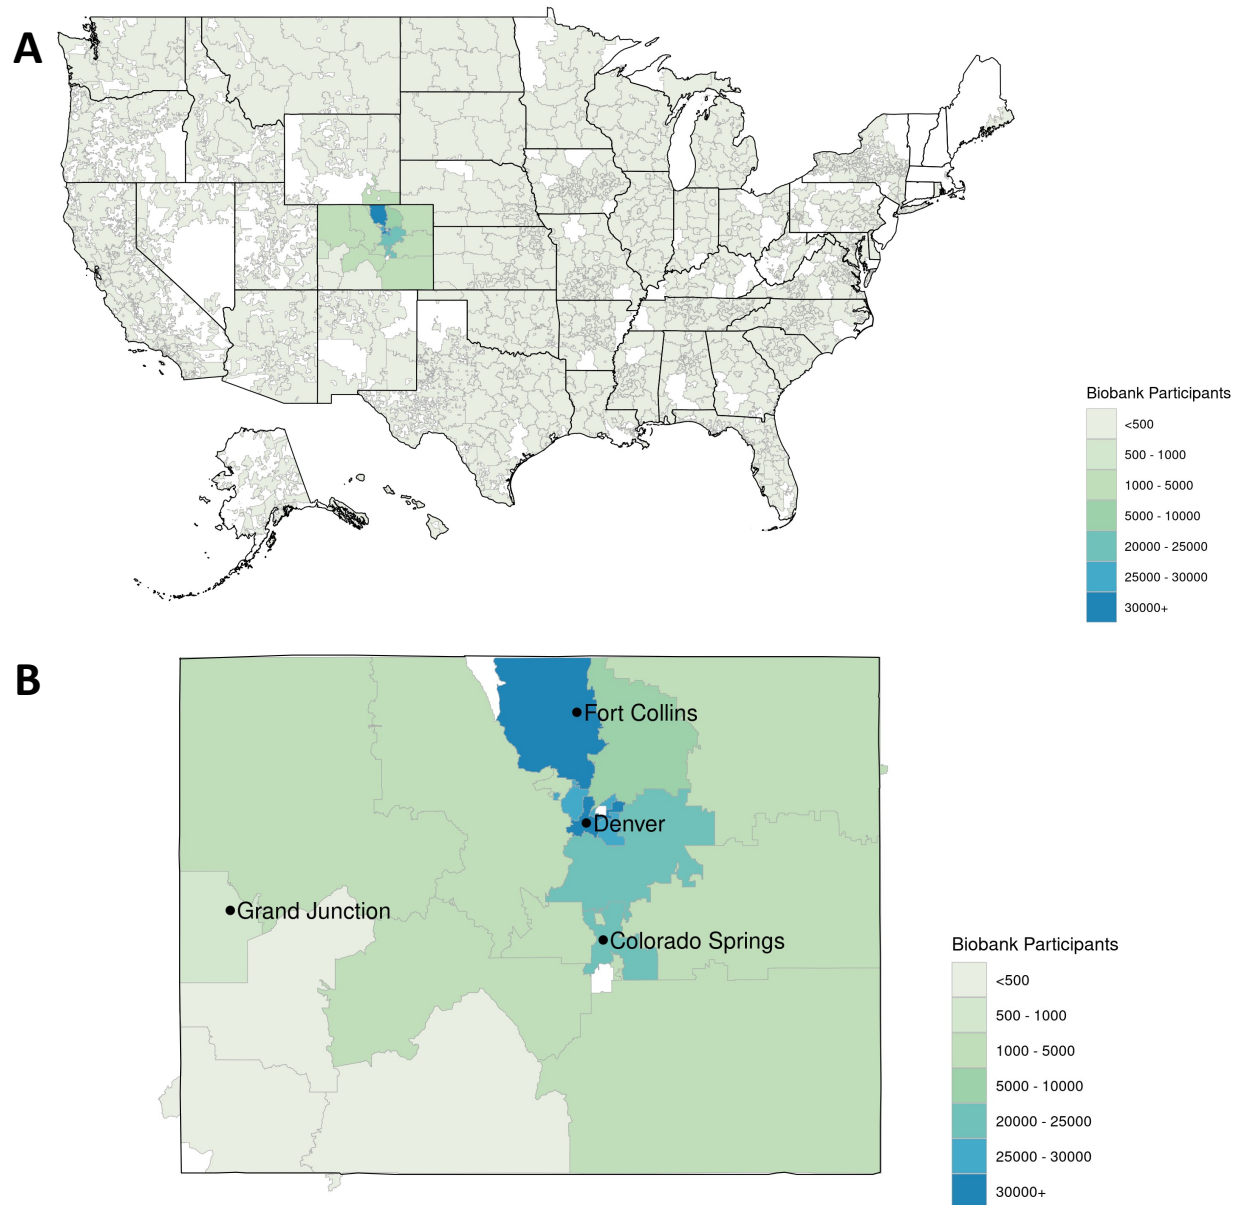 A
Biobank Participants
<500
500 - 1000
1000 - 5000
5000 - 10000
20000 - 25000
25000 - 30000
30000+
B
Fort Collins
Denver
Grand Junction
Colorado Springs
Biobank Participants
<500
500 - 1000
1000 - 5000
5000 - 10000
20000 - 25000
25000 - 30000
30000+